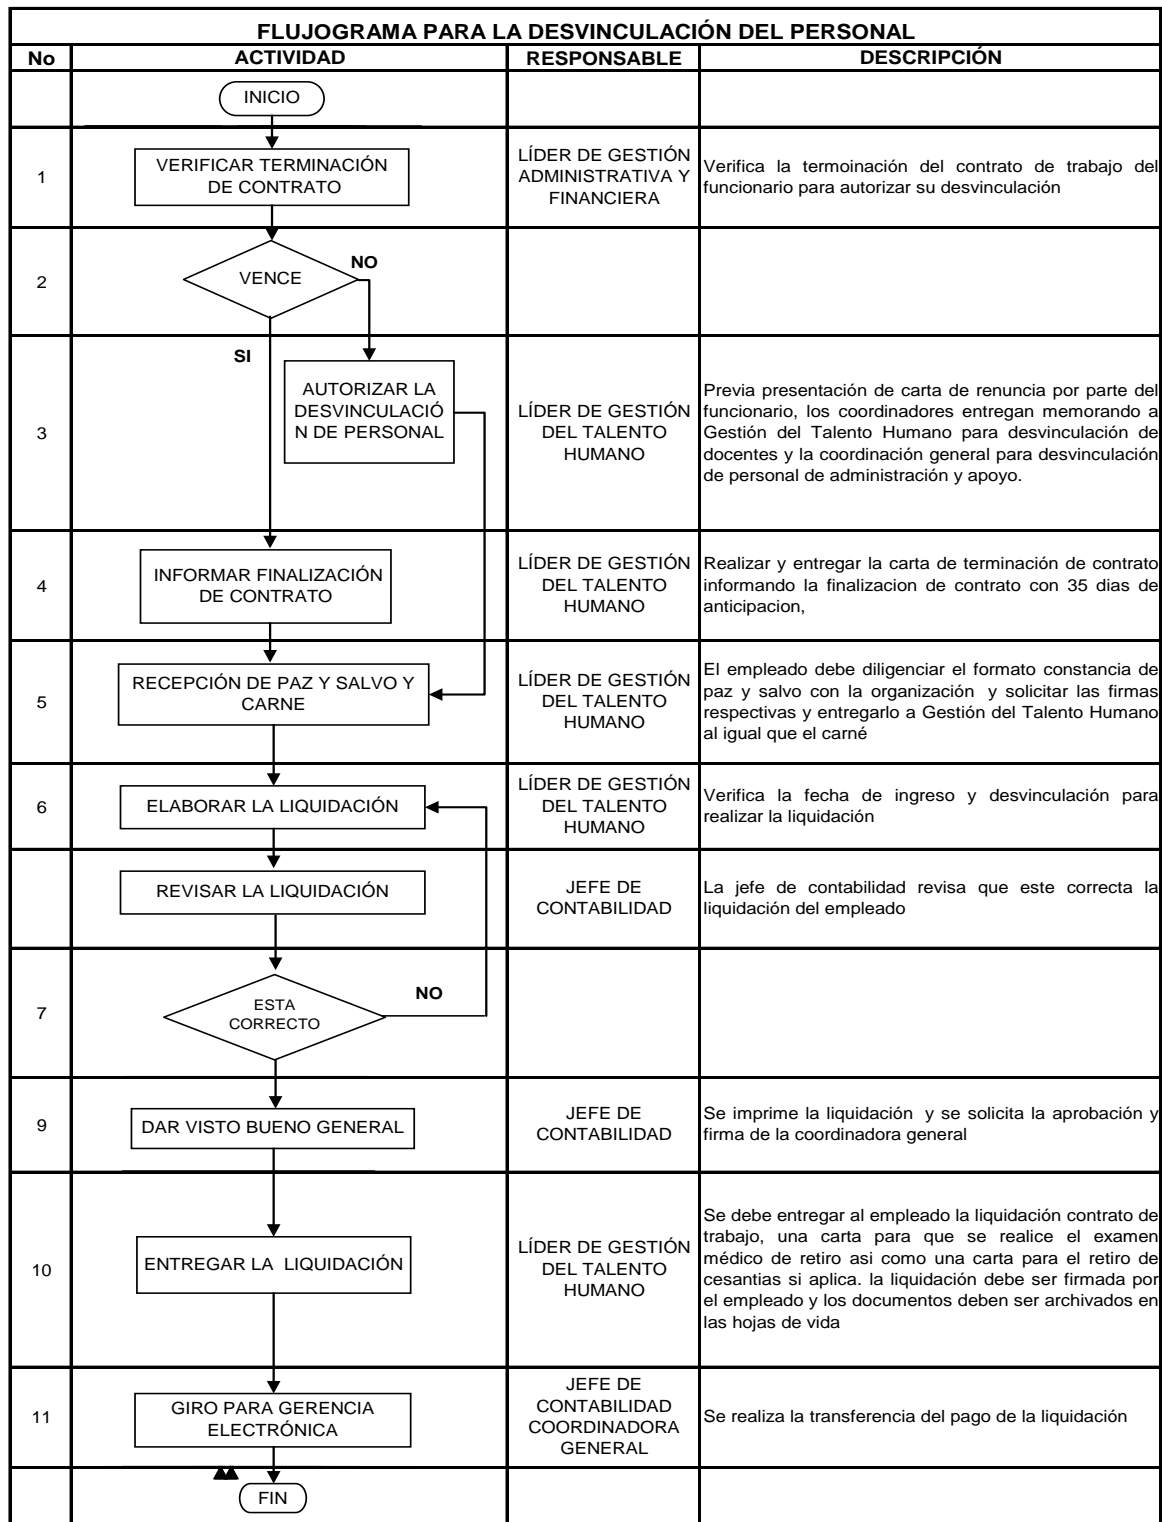 FLUJOGRAMA PARA LA DESVINCULACIÓN DEL PERSONAL
No
ACTIVIDAD
RESPONSABLE
DESCRIPCIÓN
INICIO
1
VERIFICAR TERMINACIÓN
DE CONTRATO
LÍDER DE GESTIÓN
ADMINISTRATIVA Y
FINANCIERA
Verifica la termoinación del contrato de trabajo del
funcionario para autorizar su desvinculación
2
VENCE
NO
SI
3
AUTORIZAR LA
DESVINCULACIÓ
N DE PERSONAL
LÍDER DE GESTIÓN
DEL TALENTO
HUMANO
Previa presentación de carta de renuncia por parte del
funcionario, los coordinadores entregan memorando a
Gestión del Talento Humano para desvinculación de
docentes y la coordinación general para desvinculación
de personal de administración y apoyo.
4
INFORMAR FINALIZACIÓN
DE CONTRATO
LÍDER DE GESTIÓN
DEL TALENTO
HUMANO
Realizar y entregar la carta de terminación de contrato
informando la finalizacion de contrato con 35 dias de
anticipacion,
5
RECEPCIÓN DE PAZ Y SALVO Y
CARNE
LÍDER DE GESTIÓN
DEL TALENTO
HUMANO
El empleado debe diligenciar el formato constancia de
paz y salvo con la organización y solicitar las firmas
respectivas y entregarlo a Gestión del Talento Humano
al igual que el carné
6
ELABORAR LA LIQUIDACIÓN
LÍDER DE GESTIÓN
DEL TALENTO
HUMANO
Verifica la fecha de ingreso y desvinculación para
realizar la liquidación
REVISAR LA LIQUIDACIÓN
JEFE DE
CONTABILIDAD
La jefe de contabilidad revisa que este correcta la
liquidación del empleado
7
ESTA
CORRECTO
NO
9
DAR VISTO BUENO GENERAL
JEFE DE
CONTABILIDAD
Se imprime la liquidación y se solicita la aprobación y
firma de la coordinadora general
10
ENTREGAR LA LIQUIDACIÓN
LÍDER DE GESTIÓN
DEL TALENTO
HUMANO
Se debe entregar al empleado la liquidación contrato de
trabajo, una carta para que se realice el examen
médico de retiro asi como una carta para el retiro de
cesantias si aplica. la liquidación debe ser firmada por
el empleado y los documentos deben ser archivados en
las hojas de vida
11
GIRO PARA GERENCIA
ELECTRÓNICA
JEFE DE
CONTABILIDAD
COORDINADORA
GENERAL
Se realiza la transferencia del pago de la liquidación
FIN